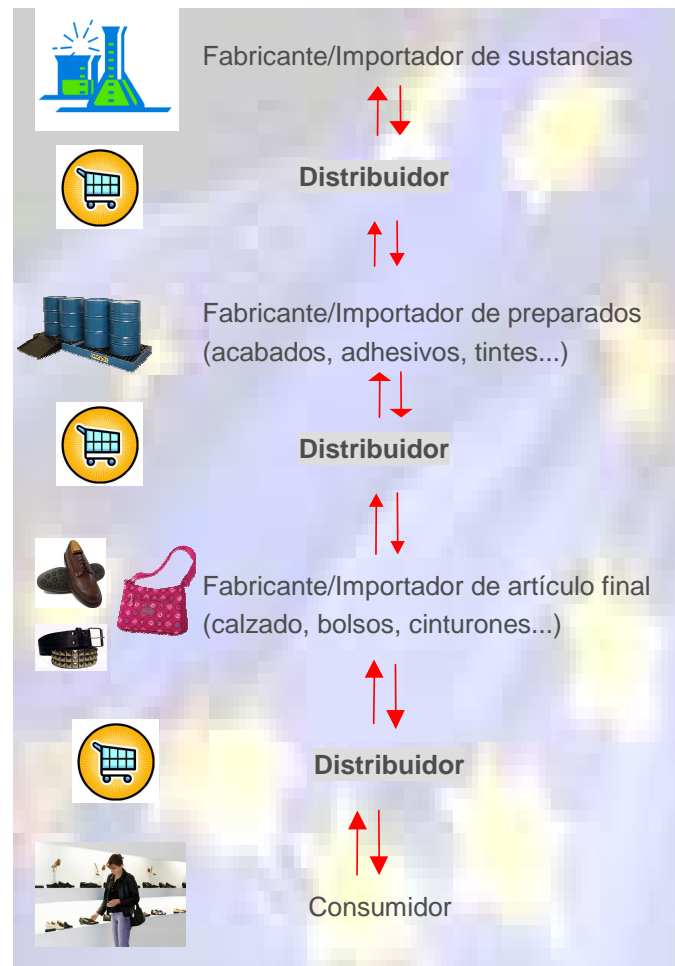 Fabricante/Importador de sustancias
Distribuidor
Fabricante/Importador de preparados
(acabados, adhesivos, tintes...)
Distribuidor
Fabricante/Importador de artículo final
(calzado, bolsos, cinturones...)
Distribuidor
Consumidor